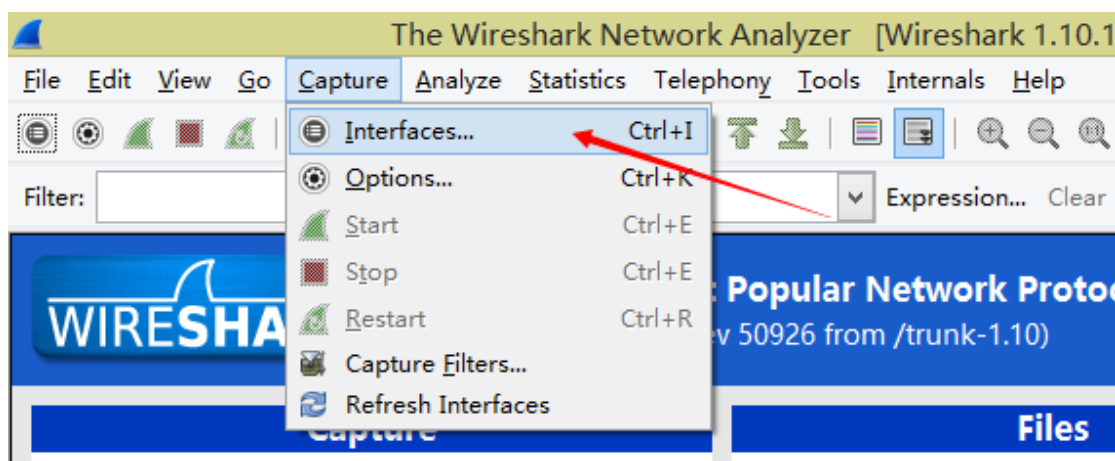 The Wireshark Network Analyzer [Wireshark 1.10.1
File Edit View Go Capture Analyze Statistics Telephony Tools Internals Help
Interfaces... Ctrl+I
Filter: Options... Ctrl+K Expression... Clear
Start Ctrl+E
Stop Ctrl+E
: Popular Network Protoc
WIRESHA
Restart Ctrl+R
ev 50926 from /trunk-1.10)
Capture Filters...
Refresh Interfaces
Capture Files